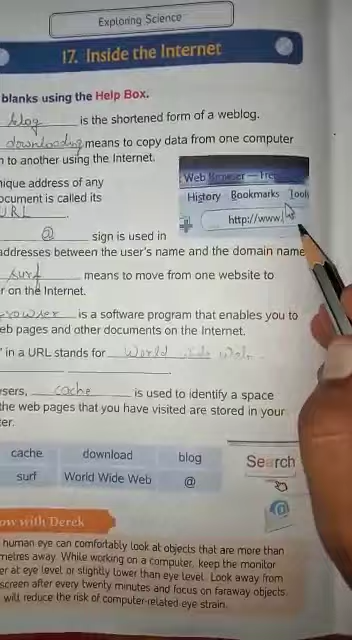 Exploring Science
17. Inside the Internet
blanks using the Help Box.
blog is the shortened form of a weblog.
downloading means to copy data from one computer
n to another using the Internet.
nique address of any
ocument is called its
URL.
Web Browser — Fre
History Bookmarks Tool
http://www.
@ sign is used in
addresses between the user's name and the domain name
surf means to move from one website to
r on the Internet.
rowser is a software program that enables you to
eb pages and other documents on the Internet.
' in a URL stands for World wide Web.
sers, cache is used to identify a space
the web pages that you have visited are stored in your
ter.
cache download blog
surf World Wide Web @
Search
@
ow with Derek
human eye can comfortably look at objects that are more than
metres away. While working on a computer, keep the monitor
er at eye level or slightly lower than eye level. Look away from
screen after every twenty minutes and focus on faraway objects.
will reduce the risk of computer-related eye strain.